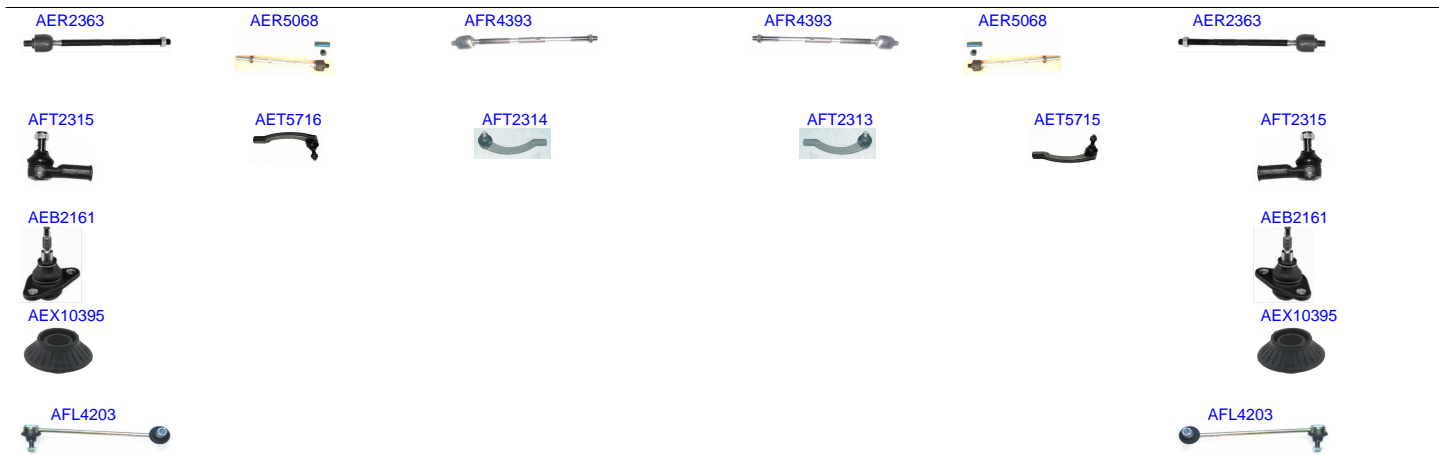 AER2363 AER5068 AFR4393 AFR4393 AER5068 AER2363
AFT2315 AET5716 AFT2314 AFT2313 AET5715 AFT2315
AEB2161 AEB2161
AEX10395 AEX10395
AFL4203 AFL4203